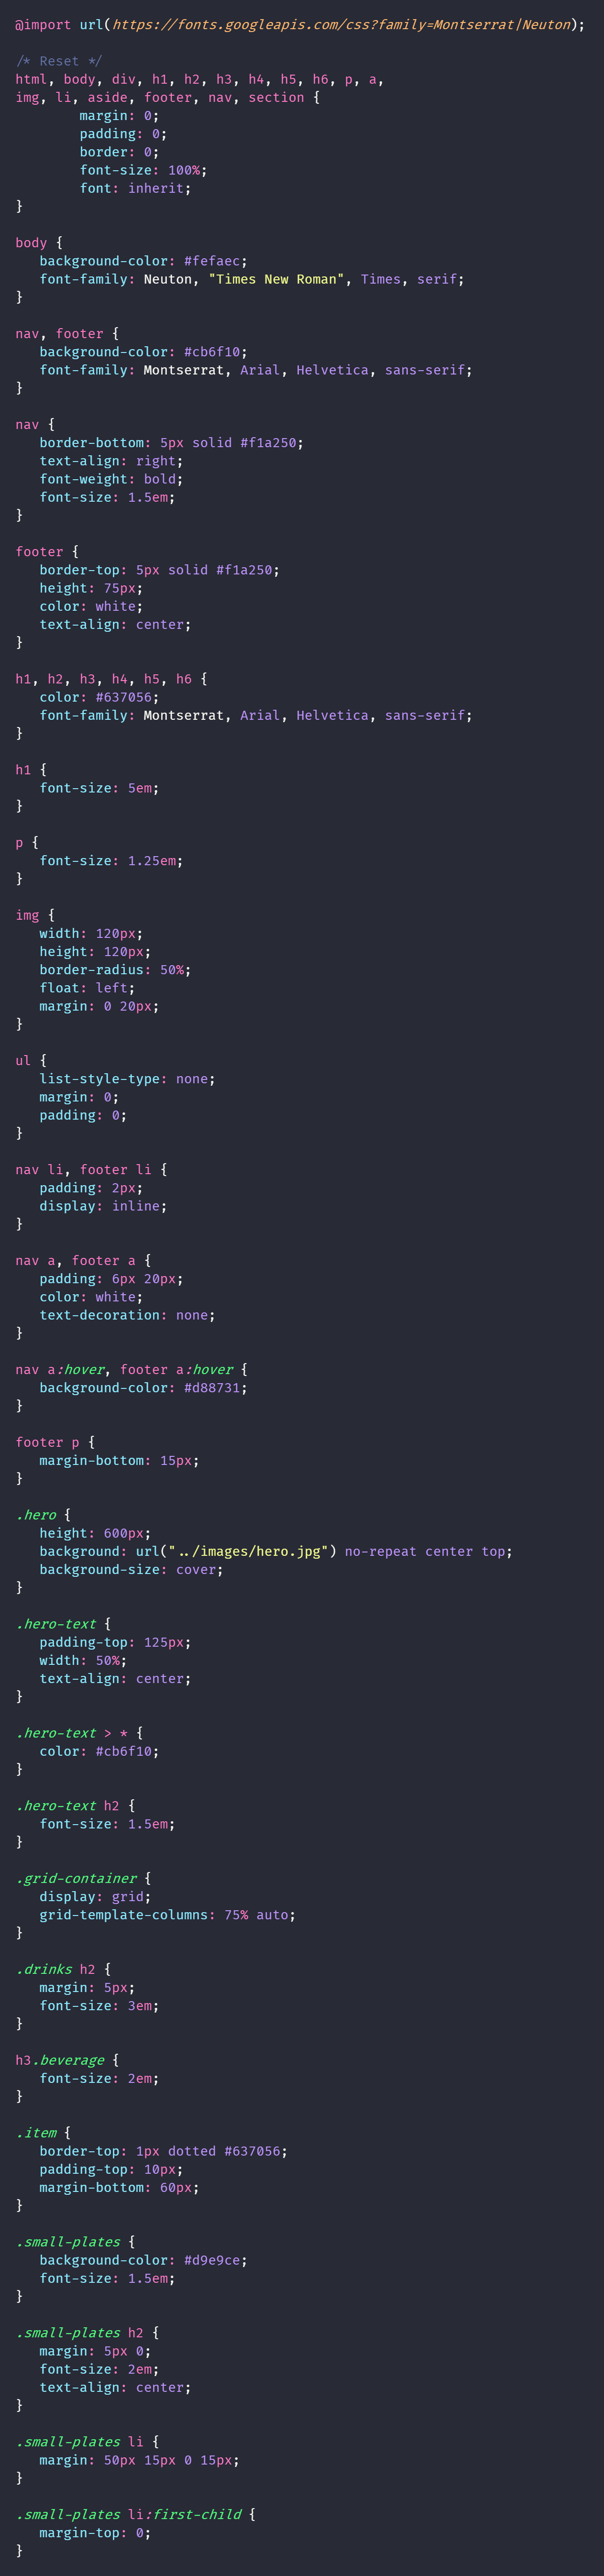 @import url(https://fonts.googleapis.com/css?family=Montserrat|Neuton);

/* Reset */
html, body, div, h1, h2, h3, h4, h5, h6, p, a,
img, li, aside, footer, nav, section {
        margin: 0;
        padding: 0;
        border: 0;
        font-size: 100%;
        font: inherit;
}

body {
   background-color: #fefaec;
   font-family: Neuton, "Times New Roman", Times, serif;
}

nav, footer {
   background-color: #cb6f10;
   font-family: Montserrat, Arial, Helvetica, sans-serif;
}

nav {
   border-bottom: 5px solid #f1a250;
   text-align: right;
   font-weight: bold;
   font-size: 1.5em;
}

footer {
   border-top: 5px solid #f1a250;
   height: 75px;
   color: white;
   text-align: center;
}

h1, h2, h3, h4, h5, h6 {
   color: #637056;
   font-family: Montserrat, Arial, Helvetica, sans-serif;
}

h1 {
   font-size: 5em;
}

p {
   font-size: 1.25em;
}

img {
   width: 120px;
   height: 120px;
   border-radius: 50%;
   float: left;
   margin: 0 20px;
}

ul {
   list-style-type: none;
   margin: 0;
   padding: 0;
}

nav li, footer li {
   padding: 2px;
   display: inline;
}

nav a, footer a {
   padding: 6px 20px;
   color: white;
   text-decoration: none;
}

nav a:hover, footer a:hover {
   background-color: #d88731;
}

footer p {
   margin-bottom: 15px;
}

.hero {
   height: 600px;
   background: url("../images/hero.jpg") no-repeat center top;
   background-size: cover;
}

.hero-text {
   padding-top: 125px;
   width: 50%;
   text-align: center;
}

.hero-text > * {
   color: #cb6f10;
}

.hero-text h2 {
   font-size: 1.5em;
}

.grid-container {
   display: grid;
   grid-template-columns: 75% auto;
}

.drinks h2 {
   margin: 5px;
   font-size: 3em;
}

h3.beverage {
   font-size: 2em;
}

.item {
   border-top: 1px dotted #637056;
   padding-top: 10px;
   margin-bottom: 60px;
}

.small-plates {
   background-color: #d9e9ce;
   font-size: 1.5em;
}

.small-plates h2 {
   margin: 5px 0;
   font-size: 2em;
   text-align: center;
}

.small-plates li {
   margin: 50px 15px 0 15px;
}

.small-plates li:first-child {
   margin-top: 0;
}